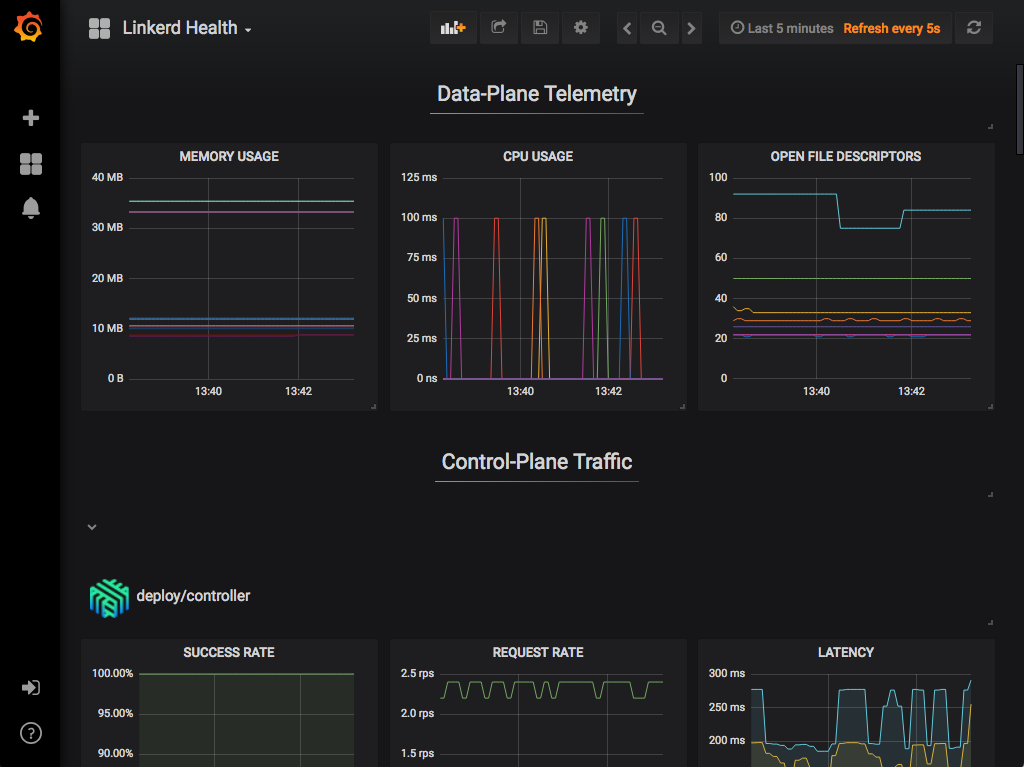 Linkerd Health
Last 5 minutes Refresh every 5s
Data-Plane Telemetry
MEMORY USAGE
40 MB
30 MB
20 MB
10 MB
0 B
13:40 13:42
CPU USAGE
125 ms
100 ms
75 ms
50 ms
25 ms
0 ns
13:40 13:42
OPEN FILE DESCRIPTORS
100
80
60
40
20
0
13:40 13:42
Control-Plane Traffic
deploy/controller
SUCCESS RATE
100.00%
95.00%
90.00%
REQUEST RATE
2.5 rps
2.0 rps
1.5 rps
LATENCY
300 ms
250 ms
200 ms